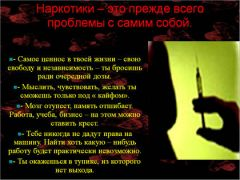 Наркотики – это прежде всего
проблемы с самим собой.
- Самое ценное в твоей жизни – свою
свободу и независимость – ты бросишь
ради очередной дозы.
- Мыслить, чувствовать, желать ты
сможешь только под « кайфом».
- Мозг отупеет, память отшибает.
Работа, учеба, бизнес – на этом можно
ставить крест.
- Тебе никогда не дадут права на
машину. Найти хоть какую – нибудь
работу будет практически невозможно.
- Ты окажешься в тупике, из которого
нет выхода.